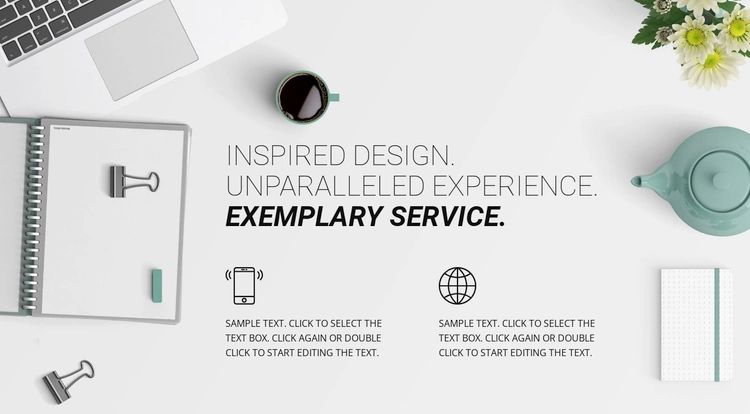 INSPIRED DESIGN.
UNPARALLELED EXPERIENCE.
EXEMPLARY SERVICE.
SAMPLE TEXT. CLICK TO SELECT THE
TEXT BOX. CLICK AGAIN OR DOUBLE
CLICK TO START EDITING THE TEXT.
SAMPLE TEXT. CLICK TO SELECT THE
TEXT BOX. CLICK AGAIN OR DOUBLE
CLICK TO START EDITING THE TEXT.